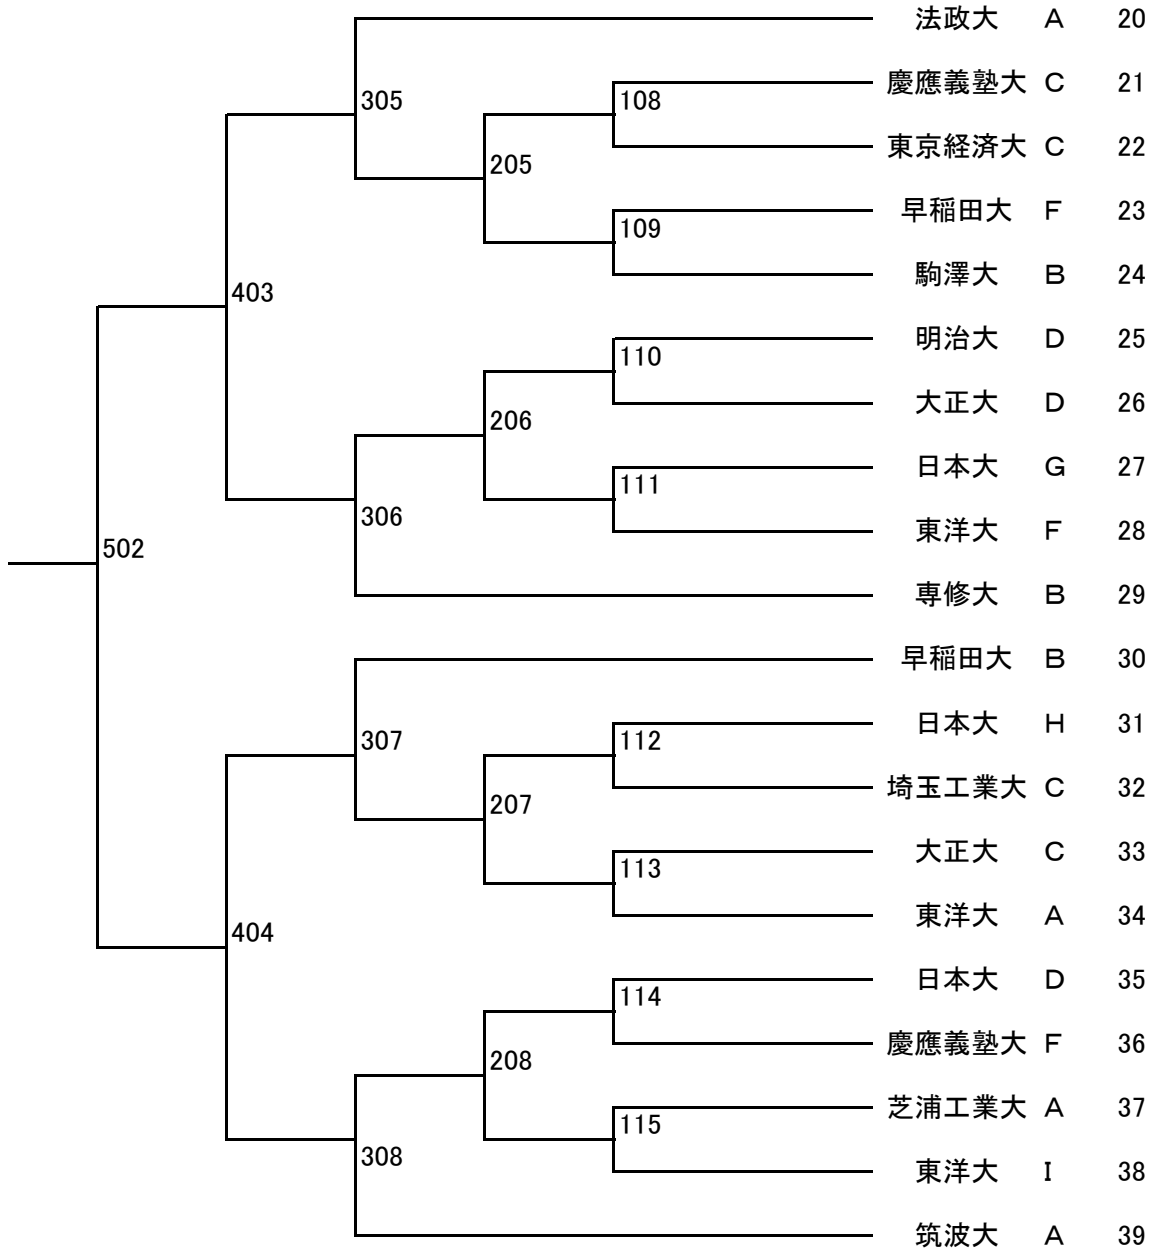 法政大 A 20
慶應義塾大 C 21
305
108
東京経済大 C 22
205
早稲田大 F 23
109
駒澤大 B 24
403
明治大 D 25
110
大正大 D 26
206
日本大 G 27
111
306
東洋大 F 28
502
専修大 B 29
早稲田大 B 30
日本大 H 31
307
112
埼玉工業大 C 32
207
大正大 C 33
113
東洋大 A 34
404
日本大 D 35
114
慶應義塾大 F 36
208
芝浦工業大 A 37
115
308
東洋大 I 38
筑波大 A 39